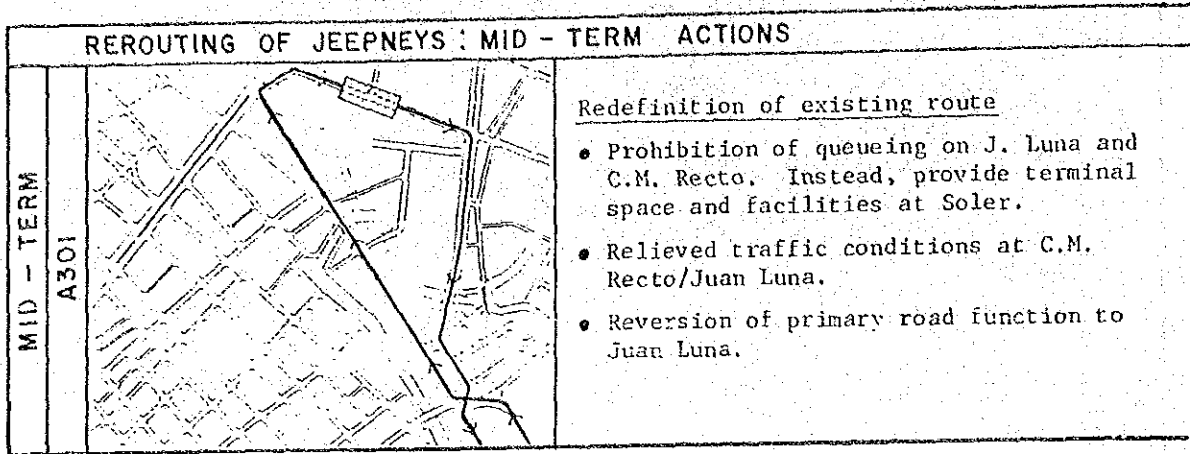 REROUTING OF JEEPNEYS : MID - TERM ACTIONS
MID - TERM
A301
Redefinition of existing route
• Prohibition of queueing on J. Luna and
C.M. Recto. Instead, provide terminal
space and facilities at Soler.
• Relieved traffic conditions at C.M.
Recto/Juan Luna.
• Reversion of primary road function to
Juan Luna.